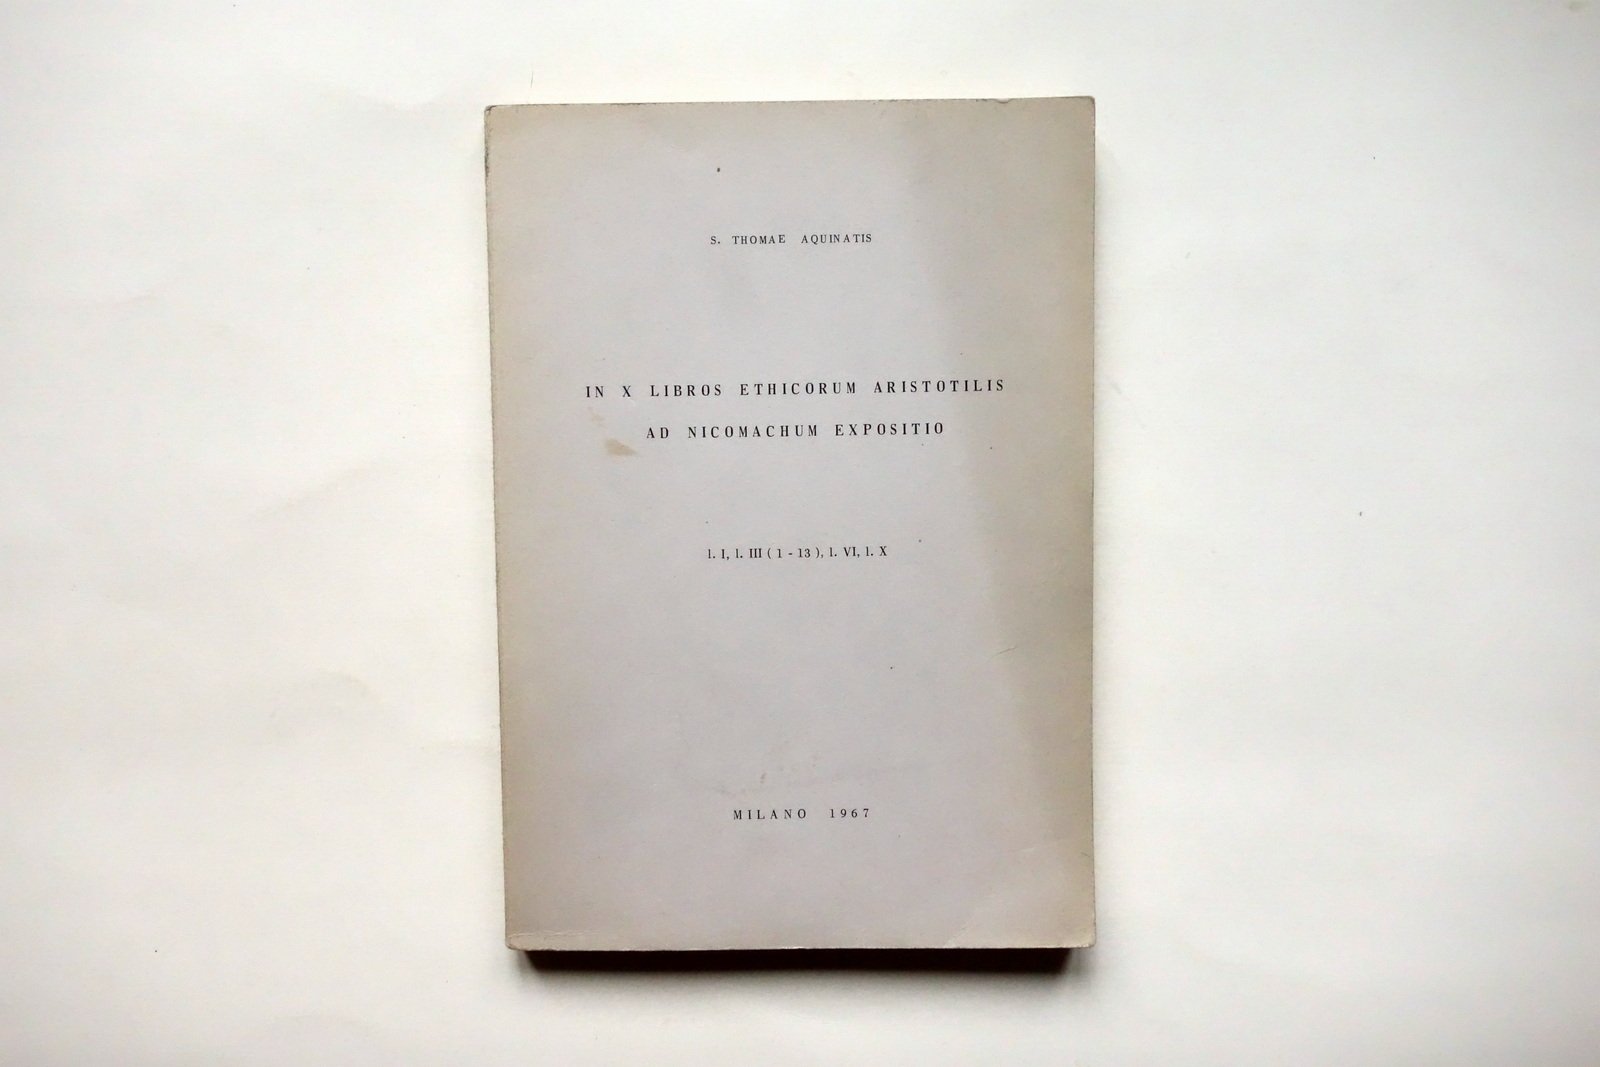 S. THOMAE AQUINATIS
IN X LIBROS ETHICORUM ARISTOTILIS
AD NICOMACHUM EXPOSITIO
l. I, l. III ( 1 - 13 ), l. VI, l. X
MILANO 1967